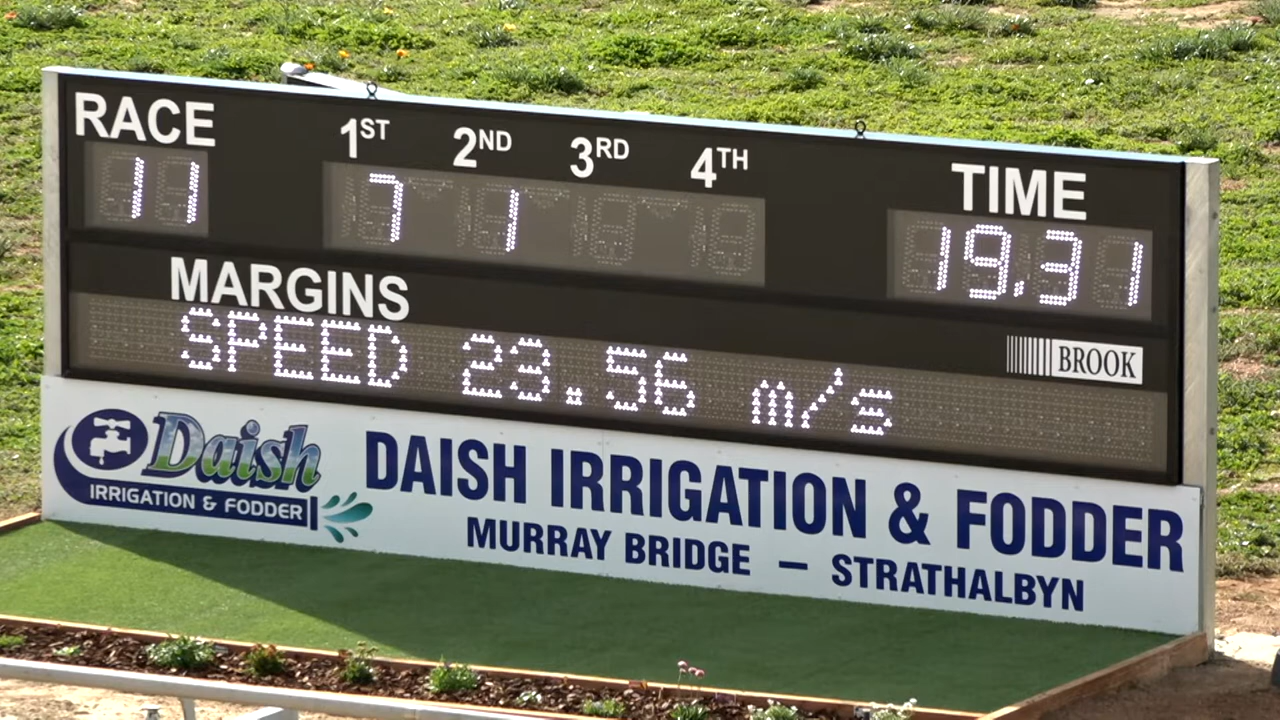 RACE 1ST 2ND 3RD 4TH TIME
11 7 1 19.31
MARGINS
SPEED 23.56 m/s
BROOK
Daish
IRRIGATION & FODDER
DAISH IRRIGATION & FODDER
MURRAY BRIDGE — STRATHALBYN